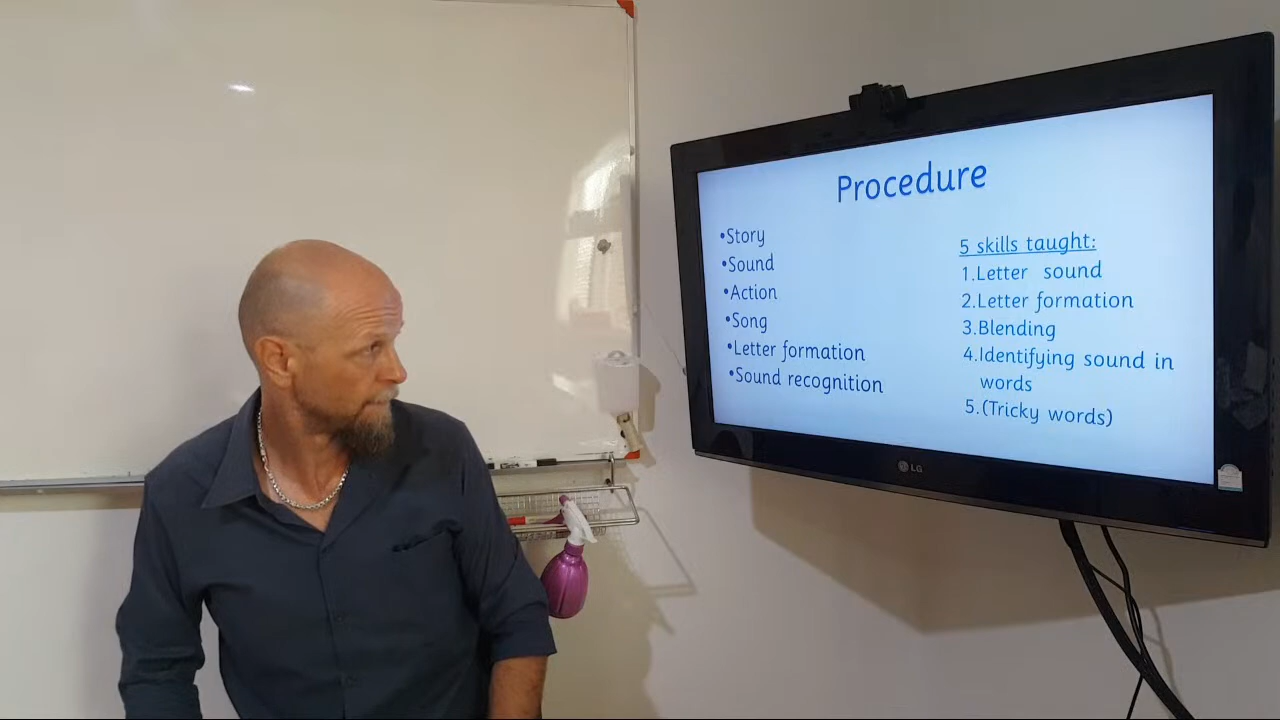 Procedure
•Story
•Sound
•Action
•Song
•Letter formation
•Sound recognition
5 skills taught:
1.Letter sound
2.Letter formation
3.Blending
4.Identifying sound in
words
5.(Tricky words)
LG